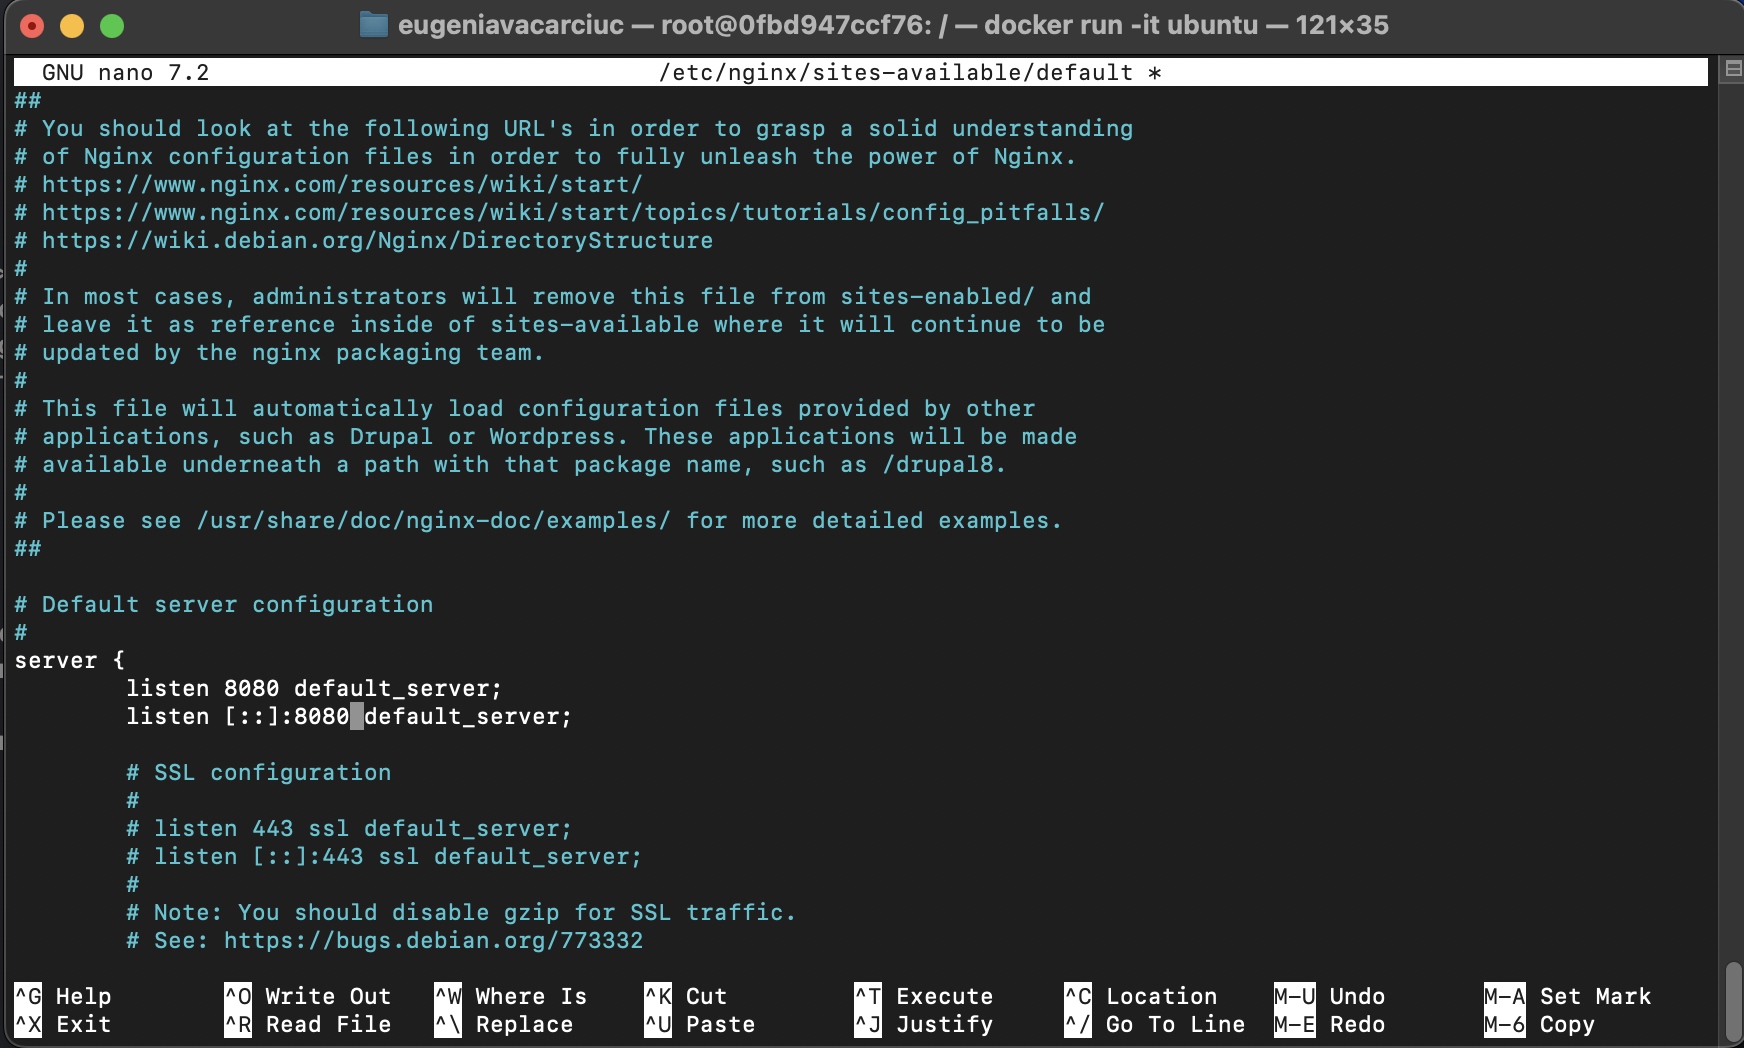 eugeniavacarciuc — root@0fbd947ccf76: / — docker run -it ubuntu — 121×35
GNU nano 7.2 /etc/nginx/sites-available/default *
##
# You should look at the following URL's in order to grasp a solid understanding
# of Nginx configuration files in order to fully unleash the power of Nginx.
# https://www.nginx.com/resources/wiki/start/
# https://www.nginx.com/resources/wiki/start/topics/tutorials/config_pitfalls/
# https://wiki.debian.org/Nginx/DirectoryStructure
#
# In most cases, administrators will remove this file from sites-enabled/ and
# leave it as reference inside of sites-available where it will continue to be
# updated by the nginx packaging team.
#
# This file will automatically load configuration files provided by other
# applications, such as Drupal or Wordpress. These applications will be made
# available underneath a path with that package name, such as /drupal8.
#
# Please see /usr/share/doc/nginx-doc/examples/ for more detailed examples.
##
# Default server configuration
#
server {
listen 8080 default_server;
listen [::]:8080 default_server;
# SSL configuration
#
# listen 443 ssl default_server;
# listen [::]:443 ssl default_server;
#
# Note: You should disable gzip for SSL traffic.
# See: https://bugs.debian.org/773332
^G Help ^O Write Out ^W Where Is ^K Cut ^T Execute ^C Location M-U Undo M-A Set Mark
^X Exit ^R Read File ^\ Replace ^U Paste ^J Justify ^/ Go To Line M-E Redo M-6 Copy